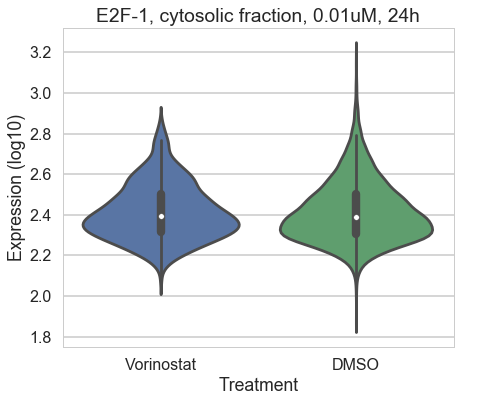 E2F-1, cytosolic fraction, 0.01uM, 24h
Expression (log10)
3.2
3.0
2.8
2.6
2.4
2.2
2.0
1.8
Vorinostat DMSO
Treatment